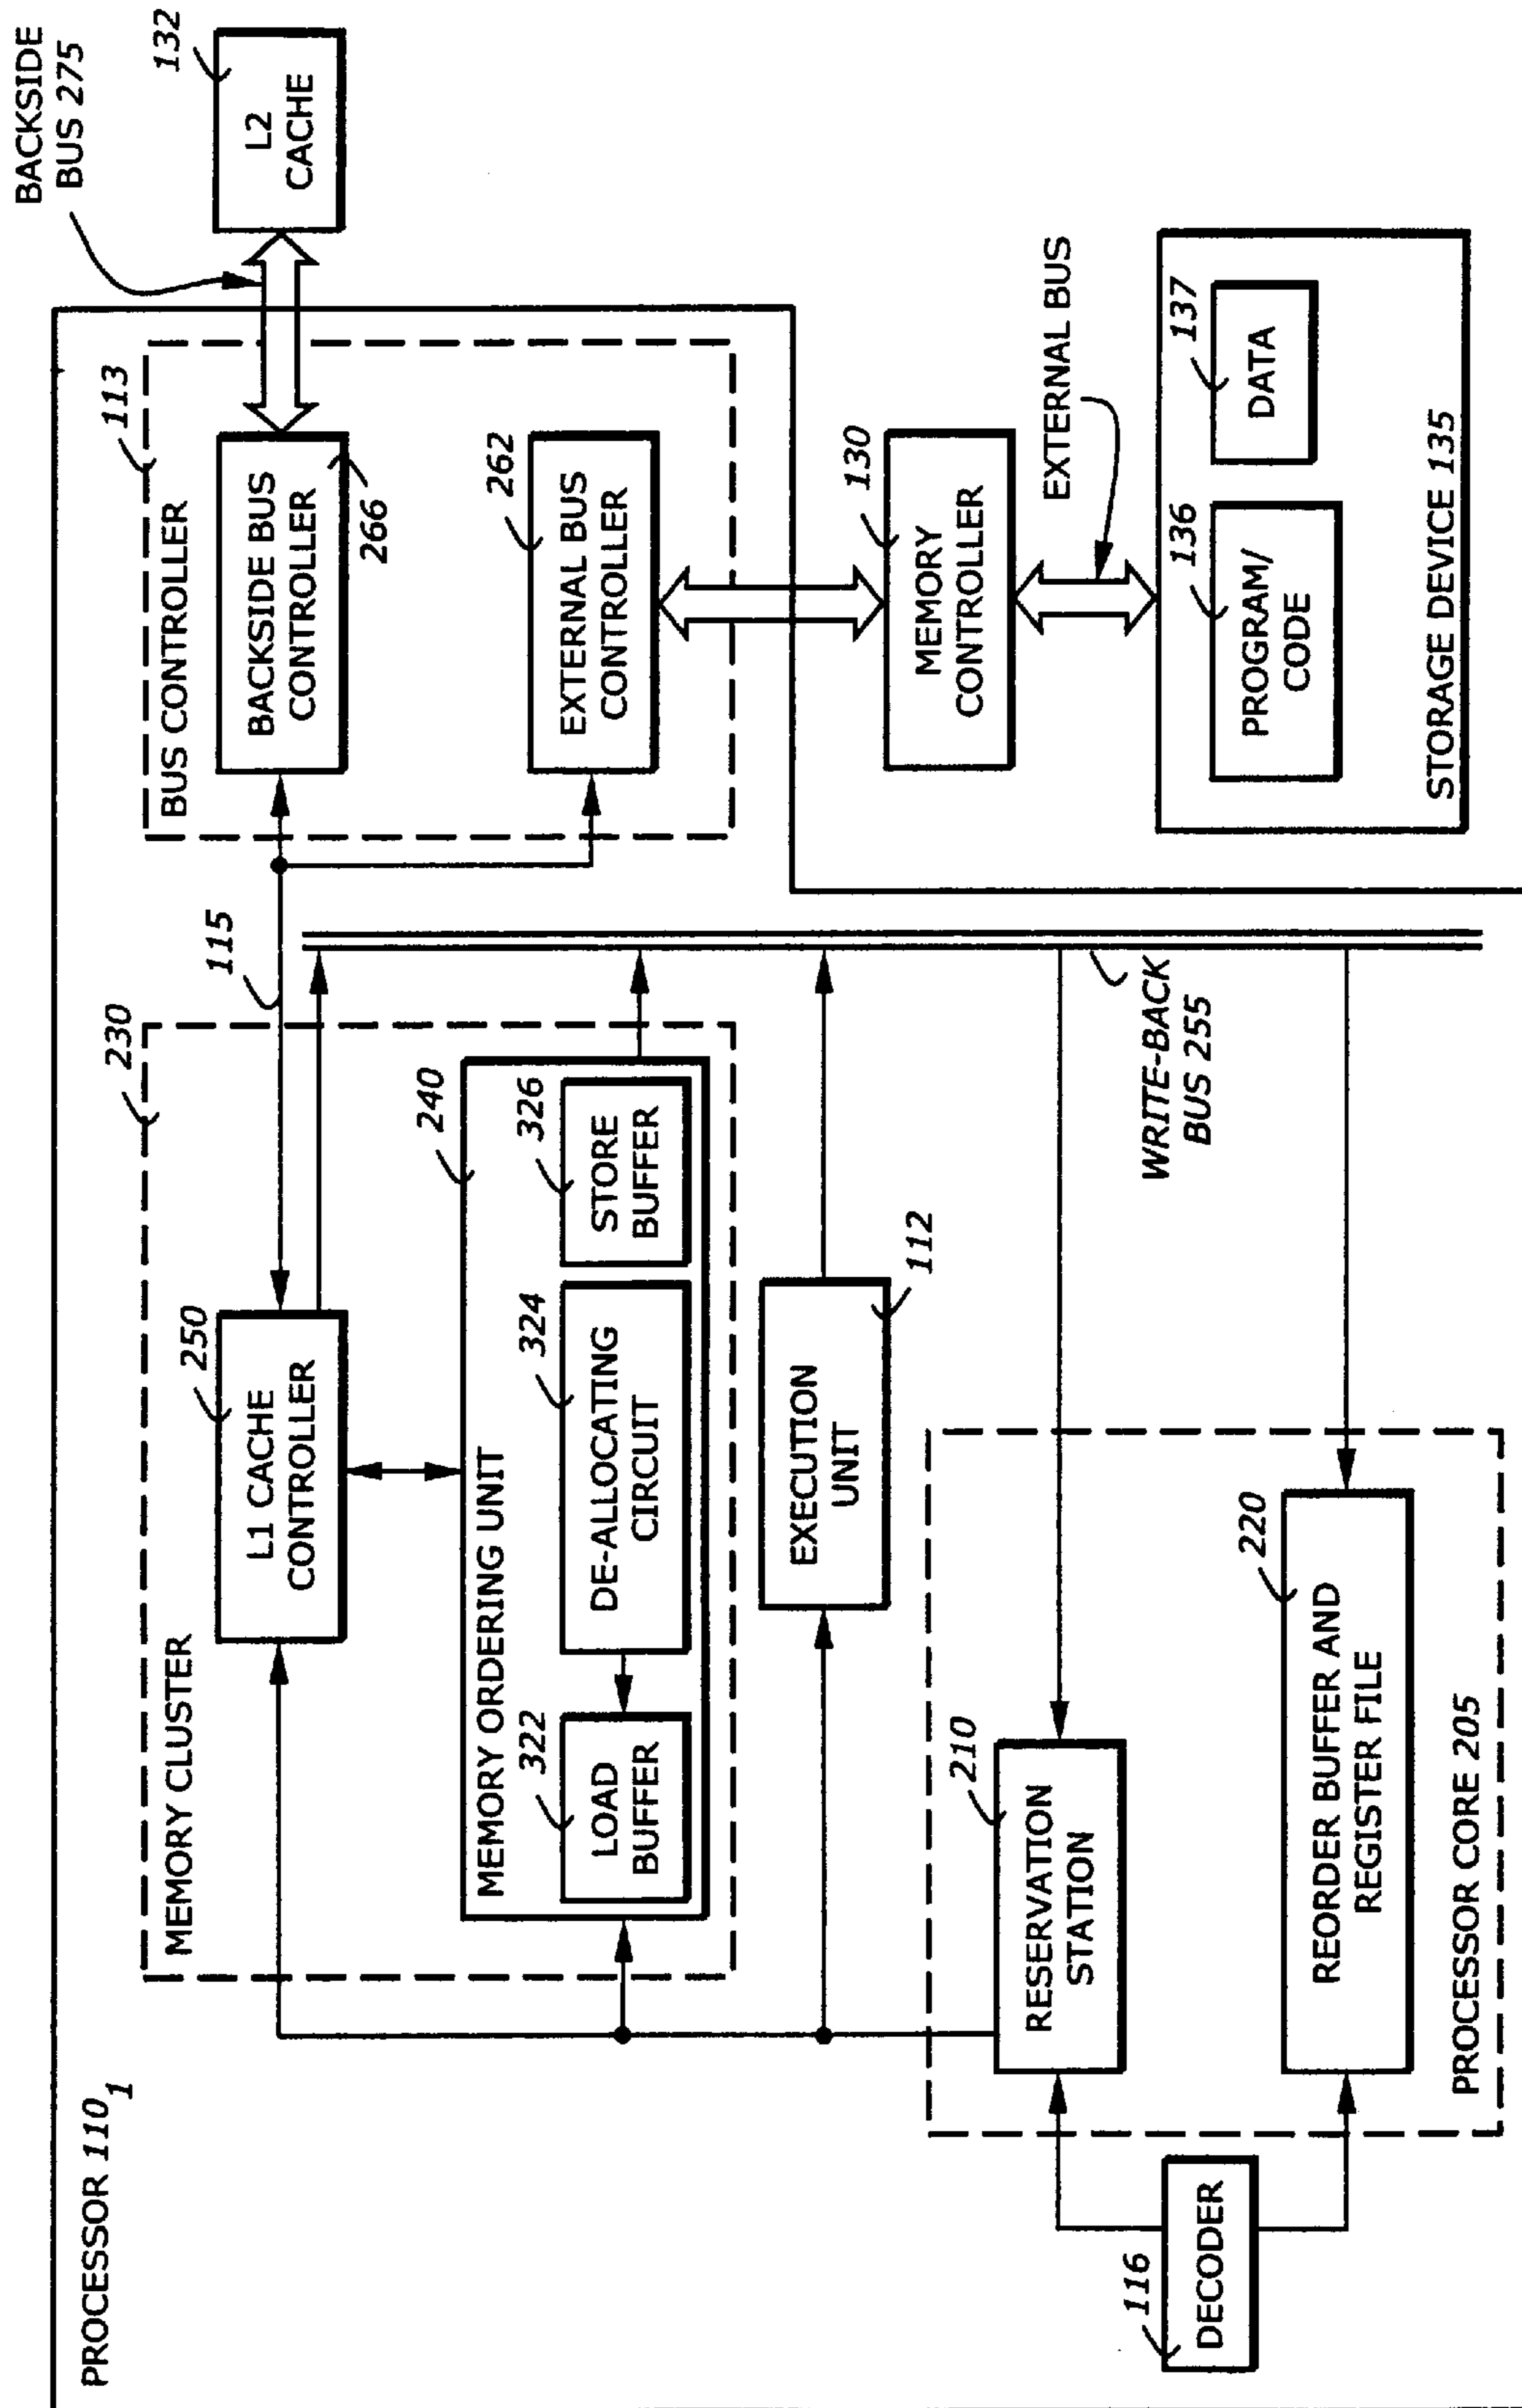 PROCESSOR 110 1
MEMORY CLUSTER
230
L1 CACHE
CONTROLLER
250
115
MEMORY ORDERING UNIT
240
LOAD
BUFFER
322
DE-ALLOCATING
CIRCUIT
324
STORE
BUFFER
326
EXECUTION
UNIT
112
BUS CONTROLLER
113
BACKSIDE BUS
CONTROLLER
266
EXTERNAL BUS
CONTROLLER
262
BACKSIDE
BUS 275
132
L2
CACHE
MEMORY
CONTROLLER
130
EXTERNAL BUS
136
PROGRAM/
CODE
137
DATA
STORAGE DEVICE 135
WRITE-BACK
BUS 255
116
DECODER
210
RESERVATION
STATION
220
REORDER BUFFER AND
REGISTER FILE
PROCESSOR CORE 205